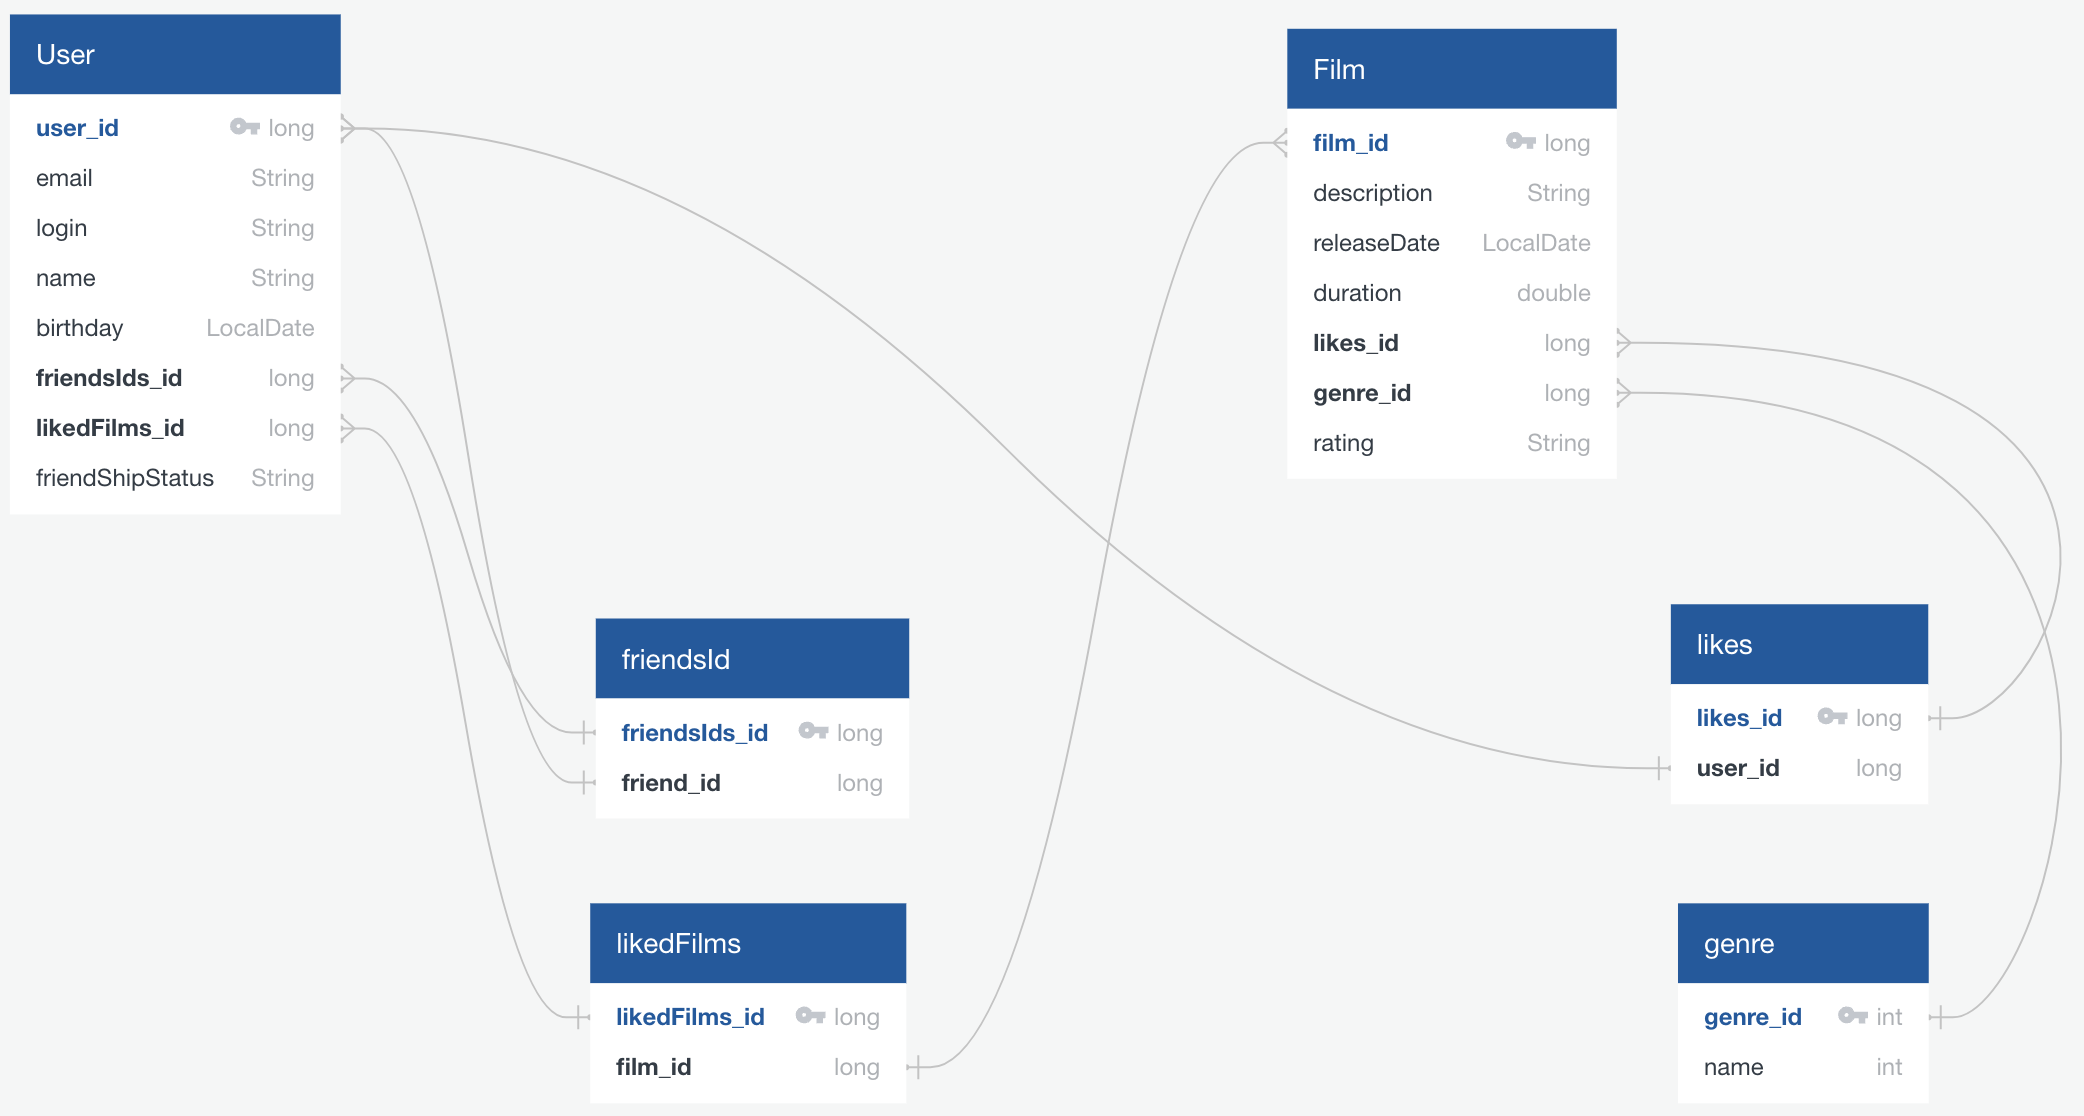 User
user_id long
email String
login String
name String
birthday LocalDate
friendsIds_id long
likedFilms_id long
friendShipStatus String
Film
film_id long
description String
releaseDate LocalDate
duration double
likes_id long
genre_id long
rating String
friendsId
friendsIds_id long
friend_id long
likes
likes_id long
user_id long
likedFilms
likedFilms_id long
film_id long
genre
genre_id int
name int